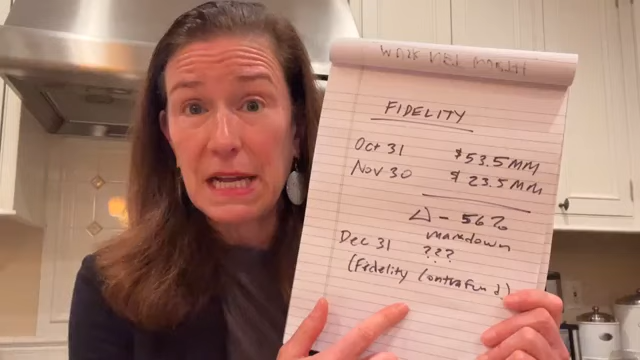 FIDELITY
Oct 31 $53.5MM
Nov 30 $23.5MM
Δ - 56%
markdown
Dec 31 ???
(Fidelity Contrafund)